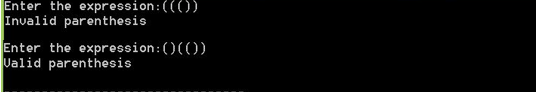 Enter the expression:((())
Invalid parenthesis
Enter the expression:()(())
Valid parenthesis